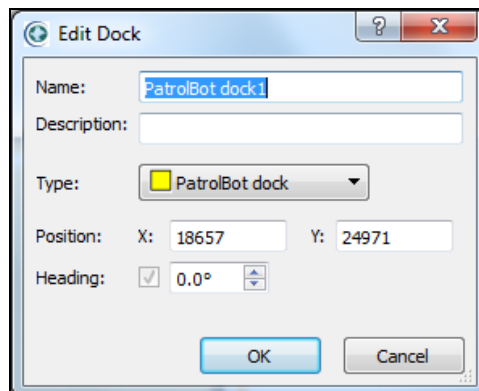 Edit Dock
Name: PatrolBot dock1
Description:
Type: PatrolBot dock
Position: X: 18657 Y: 24971
Heading: 0.0°
OK Cancel